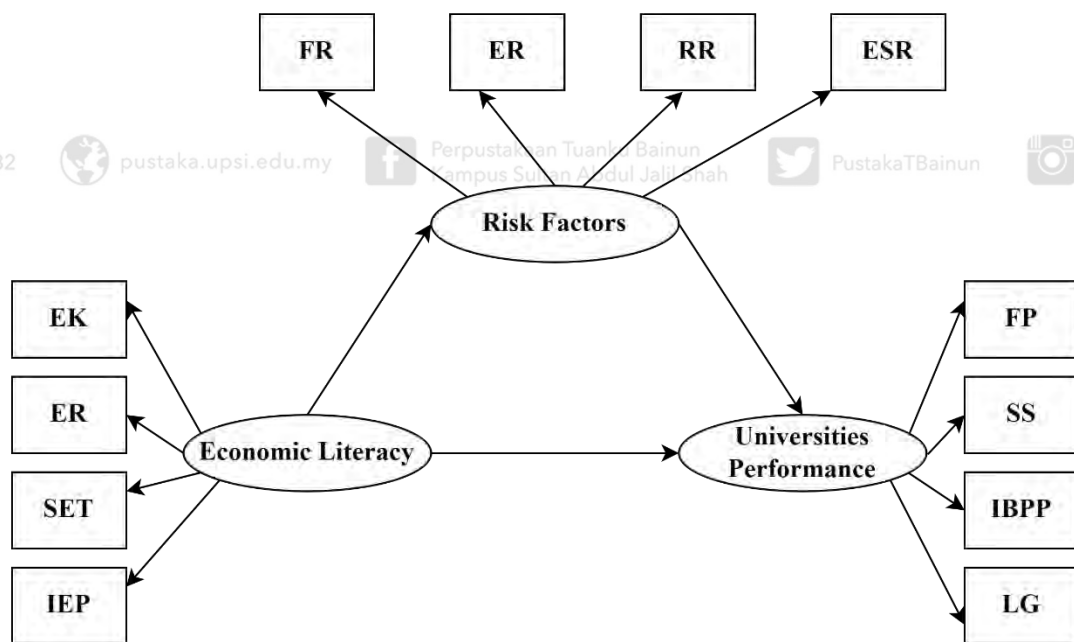 FR
ER
RR
ESR
32
pustaka.upsi.edu.my
Perpustakaan Tuanku Bainun
Kampus Sultan Abdul Jalil Shah
PustakaTBainun
Risk Factors
EK
ER
SET
IEP
Economic Literacy
Universities
Performance
FP
SS
IBPP
LG